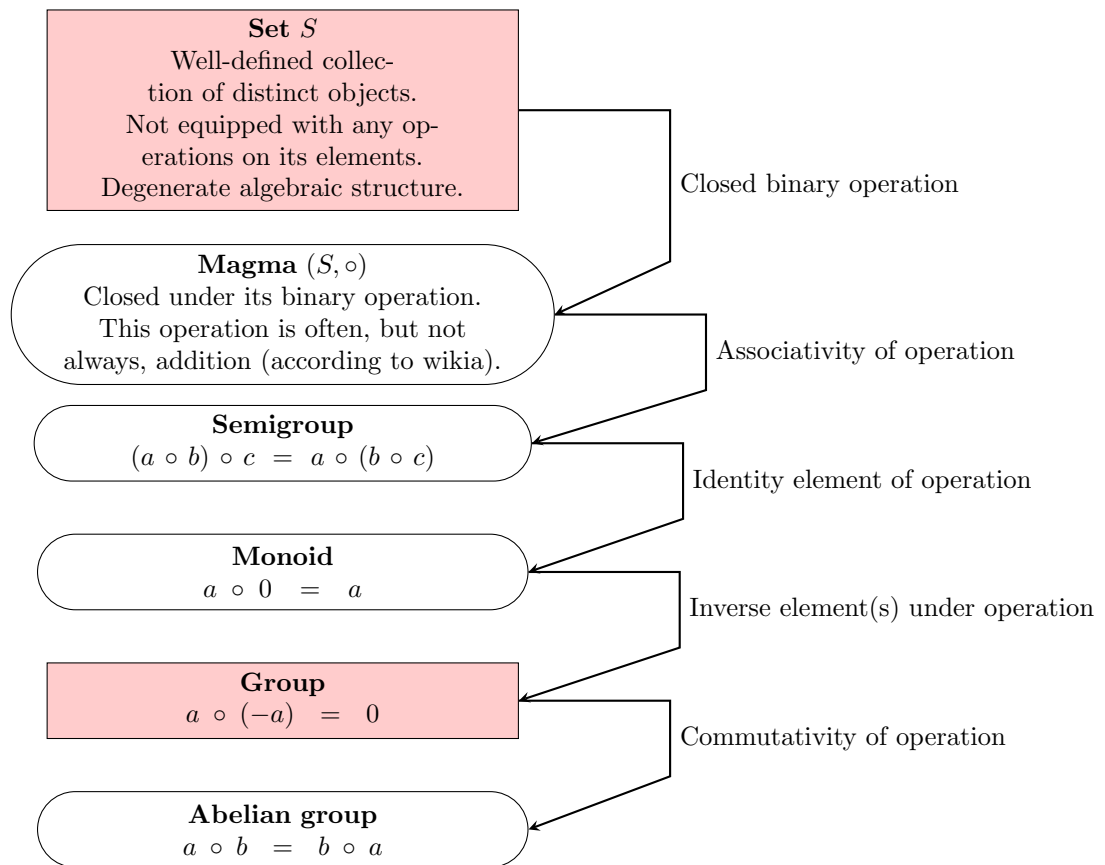 Set S
Well-defined collec-
tion of distinct objects.
Not equipped with any op-
erations on its elements.
Degenerate algebraic structure.
Closed binary operation
Magma (S, ∘)
Closed under its binary operation.
This operation is often, but not
always, addition (according to wikia).
Associativity of operation
Semigroup
(a ∘ b) ∘ c = a ∘ (b ∘ c)
Identity element of operation
Monoid
a ∘ 0 = a
Inverse element(s) under operation
Group
a ∘ (−a) = 0
Commutativity of operation
Abelian group
a ∘ b = b ∘ a